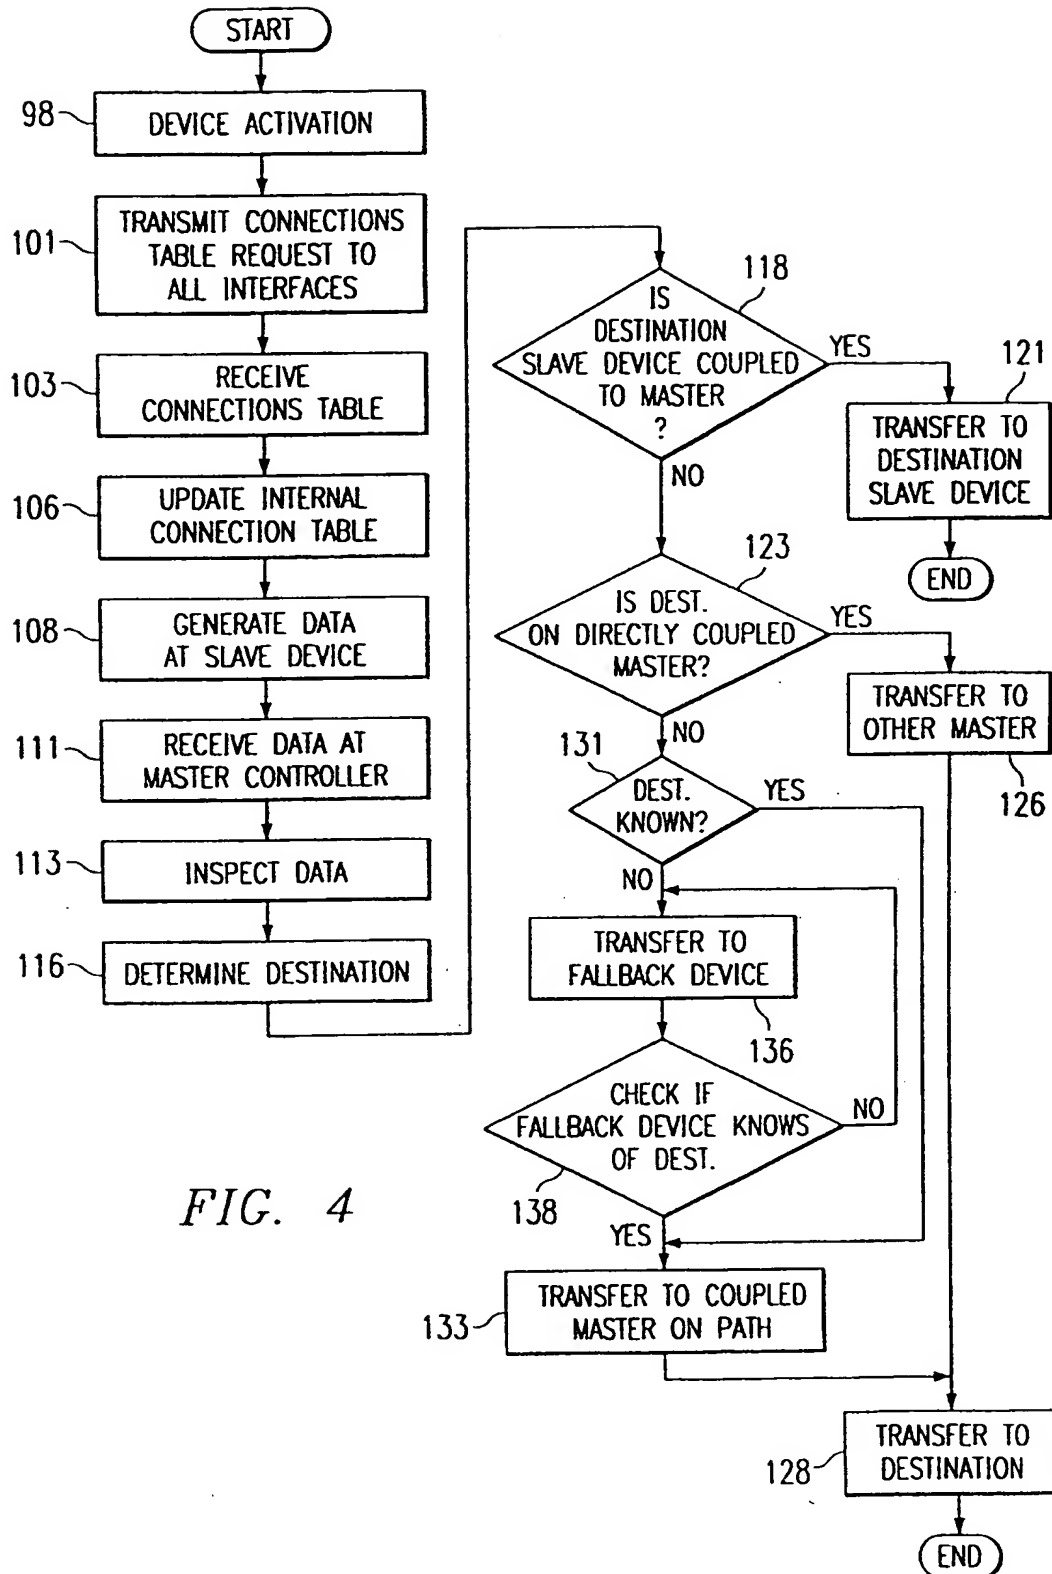 START
98
DEVICE ACTIVATION
101
TRANSMIT CONNECTIONS
TABLE REQUEST TO
ALL INTERFACES
103
RECEIVE
CONNECTIONS TABLE
106
UPDATE INTERNAL
CONNECTION TABLE
108
GENERATE DATA
AT SLAVE DEVICE
111
RECEIVE DATA AT
MASTER CONTROLLER
113
INSPECT DATA
116
DETERMINE DESTINATION
118
IS
DESTINATION
SLAVE DEVICE COUPLED
TO MASTER
?
YES
NO
121
TRANSFER TO
DESTINATION
SLAVE DEVICE
END
123
IS DEST.
ON DIRECTLY COUPLED
MASTER?
YES
NO
TRANSFER TO
OTHER MASTER
126
131
DEST.
KNOWN?
YES
NO
TRANSFER TO
FALLBACK DEVICE
136
CHECK IF
FALLBACK DEVICE KNOWS
OF DEST.
NO
138
YES
133
TRANSFER TO COUPLED
MASTER ON PATH
128
TRANSFER TO
DESTINATION
END
FIG. 4